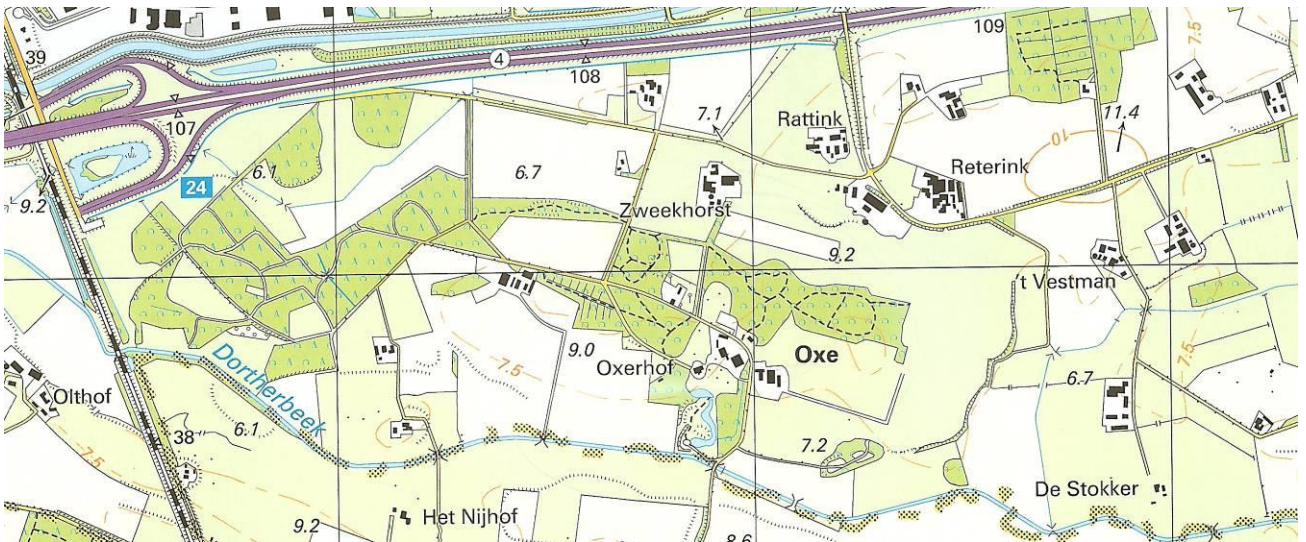 39
4
108
109
7.5
107
7.1
11.4
Rattink
10
24
6.1
6.7
Reterink
9.2
Zweekhorst
9.2
't Vestman
Dortherbeek
9.0
7.5
Oxerhof
Oxe
7.5
6.7
Olthof
6.1
38
7.2
7.5
De Stokker
Het Nijhof
9.2
8.6